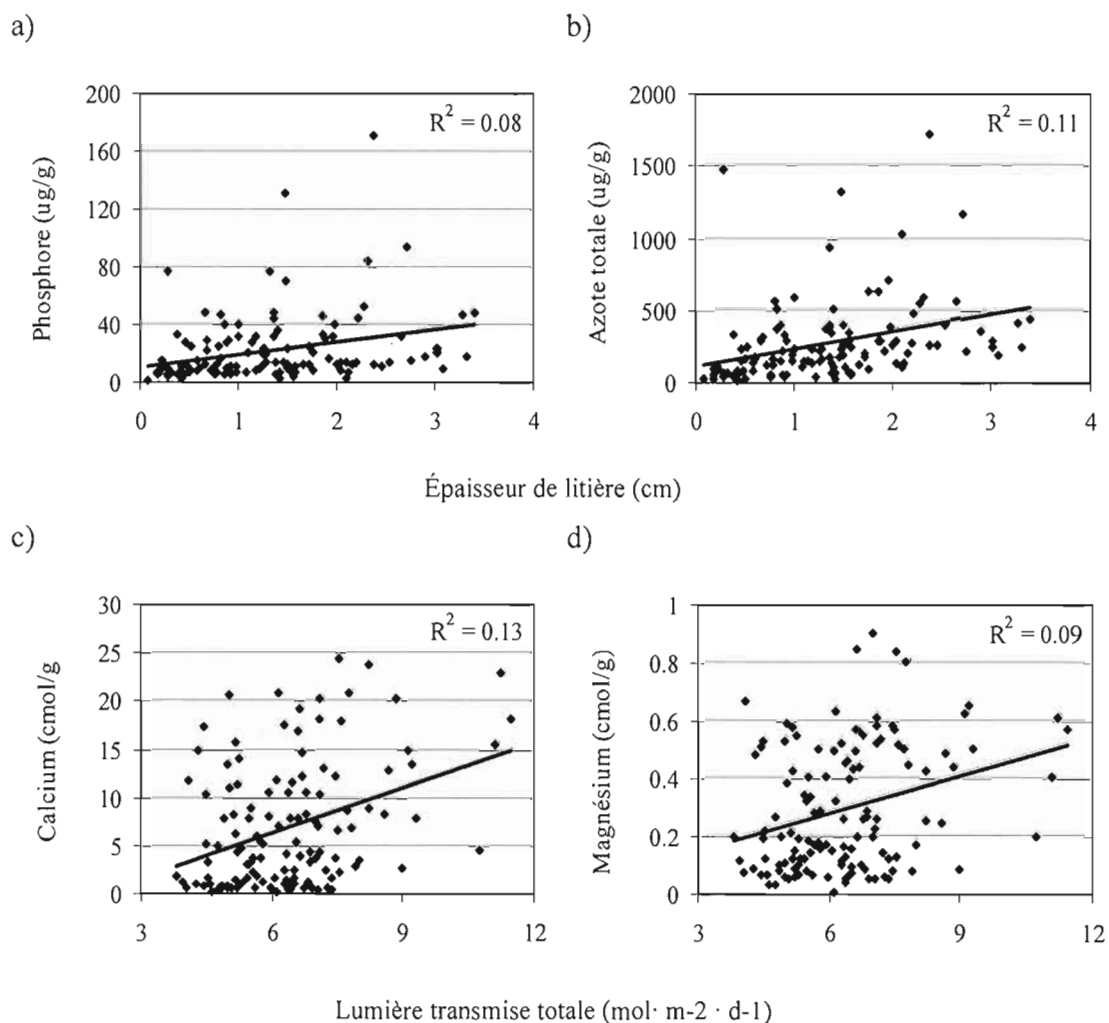 a)
b)
200
160
120
80
40
0
Phosphore (ug/g)
R² = 0.08
0 1 2 3 4
2000
1500
1000
500
0
Azote totale (ug/g)
R² = 0.11
0 1 2 3 4
Épaisseur de litière (cm)
c)
d)
30
25
20
15
10
5
0
Calcium (cmol/g)
R² = 0.13
3 6 9 12
1
0.8
0.6
0.4
0.2
0
Magnésium (cmol/g)
R² = 0.09
3 6 9 12
Lumière transmise totale (mol· m-2 · d-1)